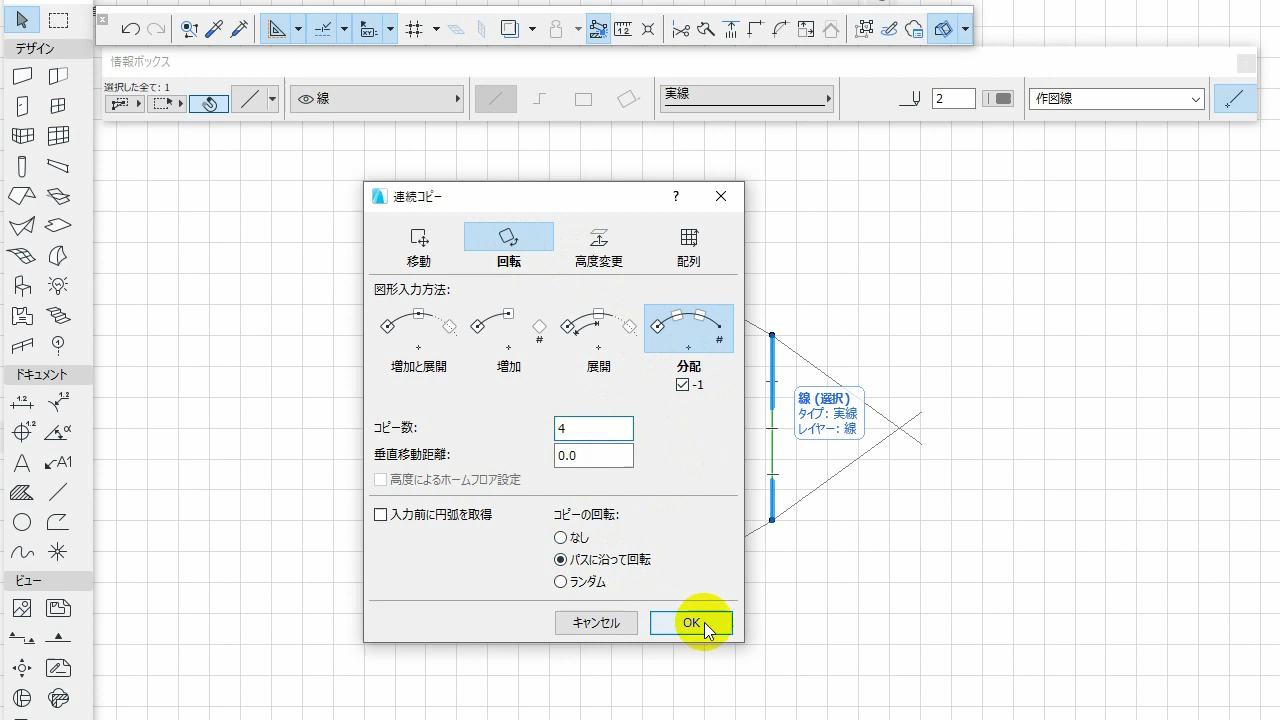 デザイン
情報ボックス
選択した全て: 1
線
実線
2
作図線
連続コピー
?
移動
回転
高度変更
配列
図形入力方法:
#
#
増加と展開
増加
展開
分配
-1
コピー数:
4
垂直移動距離:
0.0
高度によるホームフロア設定
入力前に円弧を取得
コピーの回転:
なし
パスに沿って回転
ランダム
キャンセル
OK
線 (選択)
タイプ: 実線
レイヤー: 線
ドキュメント
1.2
1.2
1.2
α
A
A1
ビュー